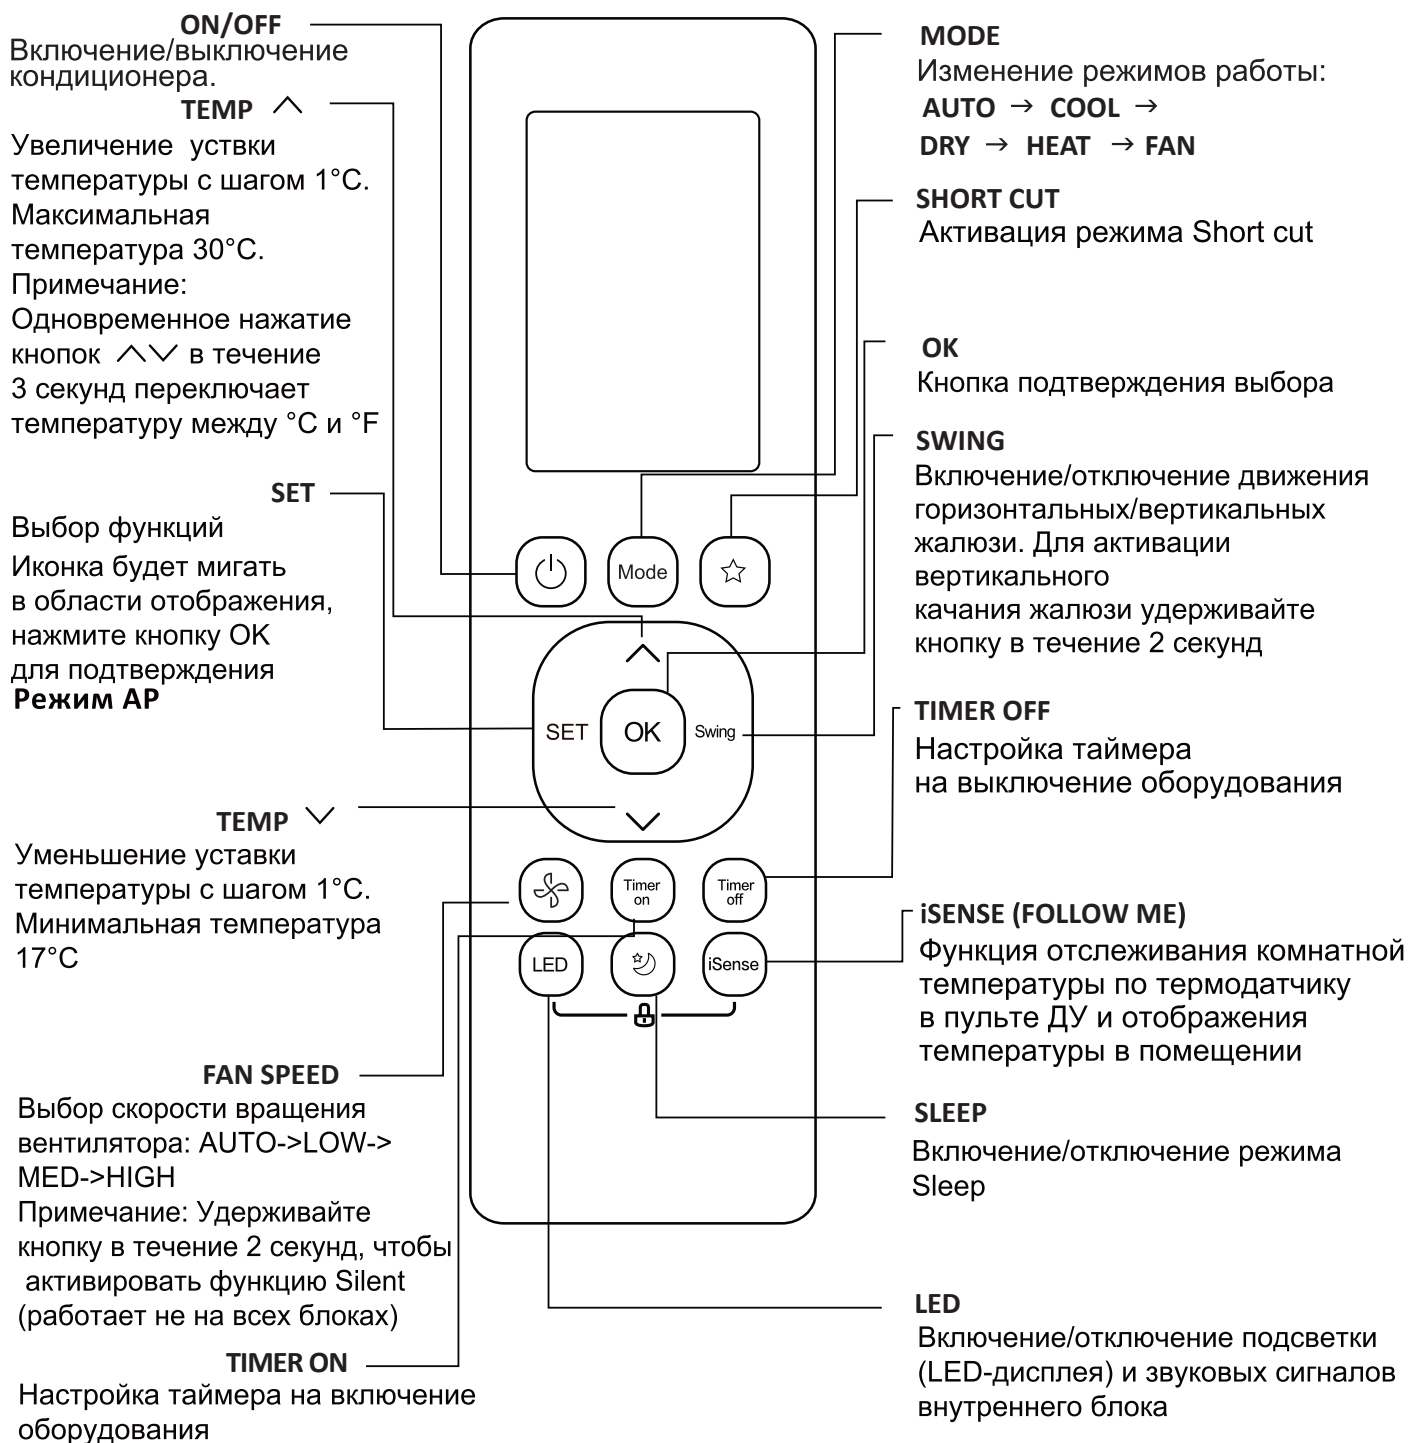 ON/OFF
Включение/выключение
кондиционера.
TEMP
Увеличение уствки
температуры с шагом 1°C.
Максимальная
температура 30°C.
Примечание:
Одновременное нажатие
кнопок в течение
3 секунд переключает
температуру между °C и °F
SET
Выбор функций
Иконка будет мигать
в области отображения,
нажмите кнопку OK
для подтверждения
Режим AP
TEMP
Уменьшение уставки
температуры с шагом 1°C.
Минимальная температура
17°C
FAN SPEED
Выбор скорости вращения
вентилятора: AUTO->LOW->
MED->HIGH
Примечание: Удерживайте
кнопку в течение 2 секунд, чтобы
активировать функцию Silent
(работает не на всех блоках)
TIMER ON
Настройка таймера на включение
оборудования
Mode
SET
OK
Swing
Timer
on
Timer
off
LED
iSense
MODE
Изменение режимов работы:
AUTO → COOL →
DRY → HEAT → FAN
SHORT CUT
Активация режима Short cut
OK
Кнопка подтверждения выбора
SWING
Включение/отключение движения
горизонтальных/вертикальных
жалюзи. Для активации
вертикального
качания жалюзи удерживайте
кнопку в течение 2 секунд
TIMER OFF
Настройка таймера
на выключение оборудования
iSENSE (FOLLOW ME)
Функция отслеживания комнатной
температуры по термодатчику
в пульте ДУ и отображения
температуры в помещении
SLEEP
Включение/отключение режима
Sleep
LED
Включение/отключение подсветки
(LED-дисплея) и звуковых сигналов
внутреннего блока